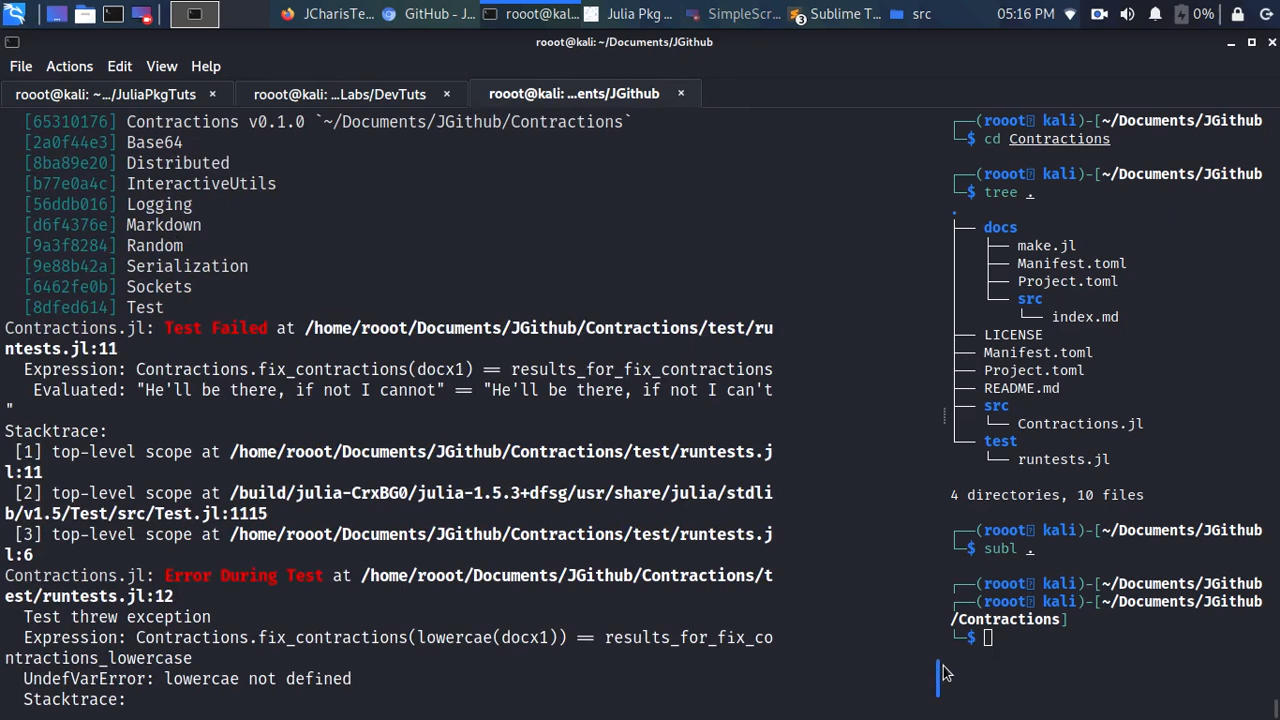 JCharisTe...
GitHub - J...
rooot@kal...
Julia Pkg ...
SimpleScr...
3
Sublime T...
src
05:16 PM
0%
rooot@kali: ~/Documents/JGithub
File Actions Edit View Help
rooot@kali: ~.../JuliaPkgTuts ×
rooot@kali: ...Labs/DevTuts ×
rooot@kali: ...ents/JGithub ×
[65310176] Contractions v0.1.0 `~/Documents/JGithub/Contractions`
[2a0f44e3] Base64
[8ba89e20] Distributed
[b77e0a4c] InteractiveUtils
[56ddb016] Logging
[d6f4376e] Markdown
[9a3f8284] Random
[9e88b42a] Serialization
[6462fe0b] Sockets
[8dfed614] Test
Contractions.jl: Test Failed at /home/rooot/Documents/JGithub/Contractions/test/ru
ntests.jl:11
Expression: Contractions.fix_contractions(docx1) == results_for_fix_contractions
Evaluated: "He'll be there, if not I cannot" == "He'll be there, if not I can't
"
Stacktrace:
[1] top-level scope at /home/rooot/Documents/JGithub/Contractions/test/runtests.j
l:11
[2] top-level scope at /build/julia-CrxBG0/julia-1.5.3+dfsg/usr/share/julia/stdli
b/v1.5/Test/src/Test.jl:1115
[3] top-level scope at /home/rooot/Documents/JGithub/Contractions/test/runtests.j
l:6
Contractions.jl: Error During Test at /home/rooot/Documents/JGithub/Contractions/t
est/runtests.jl:12
Test threw exception
Expression: Contractions.fix_contractions(lowercae(docx1)) == results_for_fix_co
ntractions_lowercase
UndefVarError: lowercae not defined
Stacktrace:
┌──(rooot kali)-[~/Documents/JGithub
└─$ cd Contractions
┌──(rooot kali)-[~/Documents/JGithub
└─$ tree .
.
├── docs
│   ├── make.jl
│   ├── Manifest.toml
│   ├── Project.toml
│   └── src
│       └── index.md
├── LICENSE
├── Manifest.toml
├── Project.toml
├── README.md
├── src
│   └── Contractions.jl
└── test
    └── runtests.jl
4 directories, 10 files
┌──(rooot kali)-[~/Documents/JGithub
└─$ subl .
┌──(rooot kali)-[~/Documents/JGithub
┌──(rooot kali)-[~/Documents/JGithub
/Contractions]
└─$